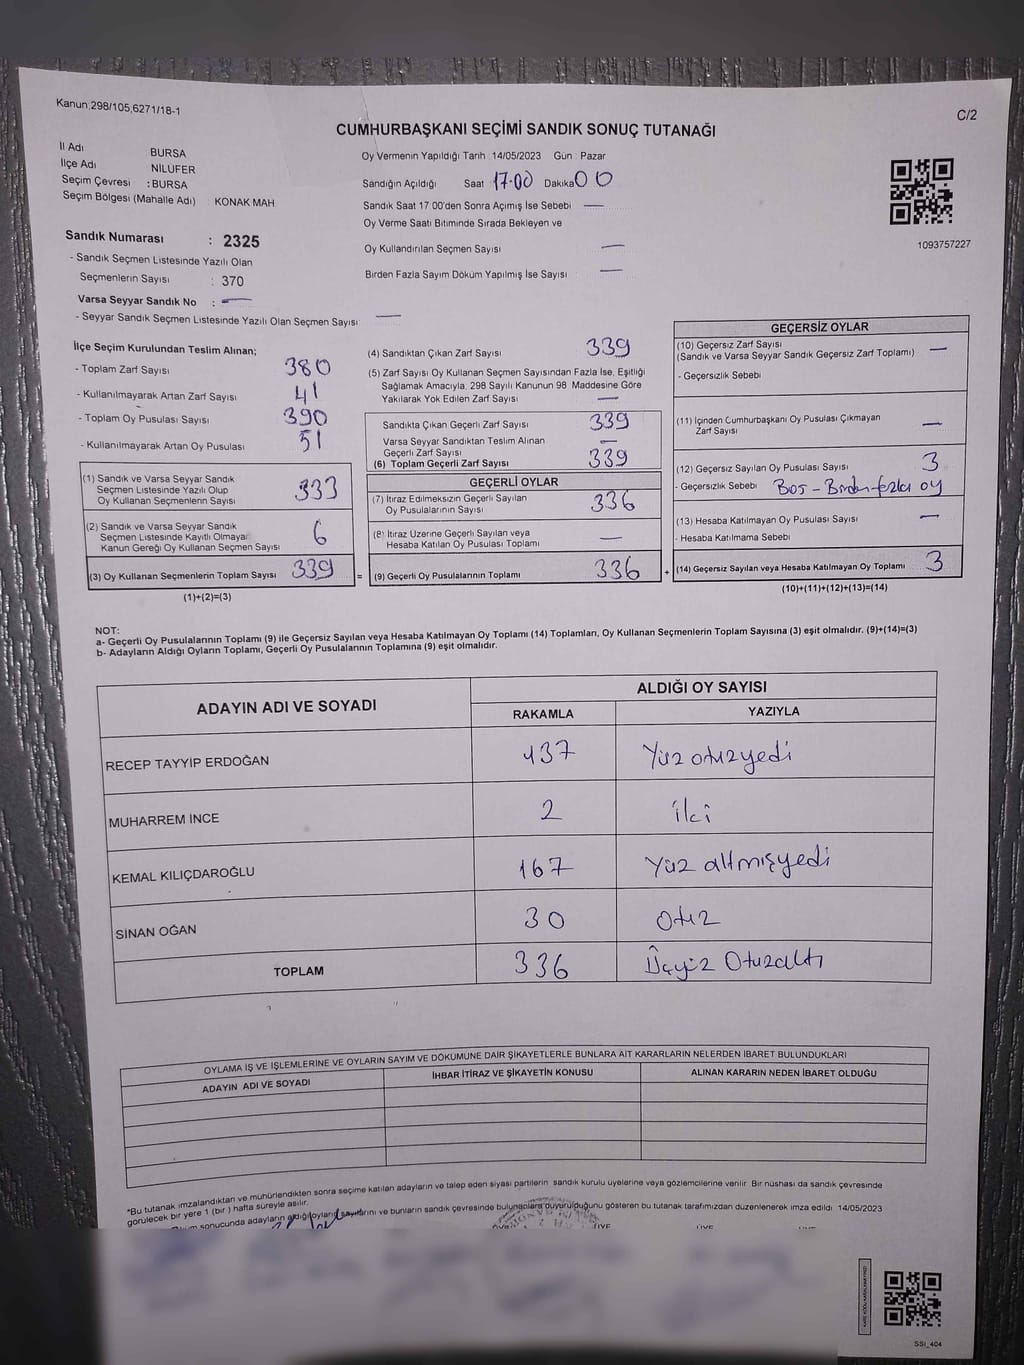 Kanun:298/105,6271/18-1
C/2
CUMHURBAŞKANI SEÇİMİ SANDIK SONUÇ TUTANAĞI
İl Adı BURSA
İlçe Adı NİLÜFER
Seçim Çevresi : BURSA
Seçim Bölgesi (Mahalle Adı) : KONAK MAH
Sandık Numarası : 2325
- Sandık Seçmen Listesinde Yazılı Olan
Seçmenlerin Sayısı : 370
Varsa Seyyar Sandık No : —
- Seyyar Sandık Seçmen Listesinde Yazılı Olan Seçmen Sayısı —
Oy Vermenin Yapıldığı Tarih : 14/05/2023 Gün : Pazar
Sandığın Açıldığı Saat 17:00 Dakika 00
Sandık Saat 17:00'den Sonra Açılmış İse Sebebi —
Oy Verme Saati Bitiminde Sırada Bekleyen ve
Oy Kullandırılan Seçmen Sayısı —
Birden Fazla Sayım Döküm Yapılmış İse Sayısı —
1093757227
İlçe Seçim Kurulundan Teslim Alınan;
- Toplam Zarf Sayısı 380
- Kullanılmayarak Artan Zarf Sayısı 41
- Toplam Oy Pusulası Sayısı 390
- Kullanılmayarak Artan Oy Pusulası 51
(1) Sandık ve Varsa Seyyar Sandık
Seçmen Listesinde Yazılı Olup
Oy Kullanan Seçmenlerin Sayısı 333
(2) Sandık ve Varsa Seyyar Sandık
Seçmen Listesinde Kayıtlı Olmayan
Kanun Gereği Oy Kullanan Seçmen Sayısı 6
(3) Oy Kullanan Seçmenlerin Toplam Sayısı 339
(1)+(2)=(3)
=
(4) Sandıktan Çıkan Zarf Sayısı 339
(5) Zarf Sayısı Oy Kullanan Seçmen Sayısından Fazla İse, Eşitliği
Sağlamak Amacıyla, 298 Sayılı Kanunun 98. Maddesine Göre
Yakılarak Yok Edilen Zarf Sayısı —
Sandıkta Çıkan Geçerli Zarf Sayısı 339
Varsa Seyyar Sandıktan Teslim Alınan
Geçerli Zarf Sayısı —
(6) Toplam Geçerli Zarf Sayısı 339
GEÇERLİ OYLAR
(7) İtiraz Edilmeksizin Geçerli Sayılan
Oy Pusulalarının Sayısı 336
(8) İtiraz Üzerine Geçerli Sayılan veya
Hesaba Katılan Oy Pusulası Toplamı —
(9) Geçerli Oy Pusulalarının Toplamı 336
+
GEÇERSİZ OYLAR
(10) Geçersiz Zarf Sayısı
(Sandık ve Varsa Seyyar Sandık Geçersiz Zarf Toplamı) —
- Geçersizlik Sebebi
(11) İçinden Cumhurbaşkanı Oy Pusulası Çıkmayan
Zarf Sayısı —
(12) Geçersiz Sayılan Oy Pusulası Sayısı 3
- Geçersizlik Sebebi Boş - Birden fazla oy
(13) Hesaba Katılmayan Oy Pusulası Sayısı —
- Hesaba Katılmama Sebebi
(14) Geçersiz Sayılan veya Hesaba Katılmayan Oy Toplamı 3
(10)+(11)+(12)+(13)=(14)
NOT:
a- Geçerli Oy Pusulalarının Toplamı (9) ile Geçersiz Sayılan veya Hesaba Katılmayan Oy Toplamı (14) Toplamları, Oy Kullanan Seçmenlerin Toplam Sayısına (3) eşit olmalıdır. (9)+(14)=(3)
b- Adayların Aldığı Oyların Toplamı, Geçerli Oy Pusulalarının Toplamına (9) eşit olmalıdır.
ADAYIN ADI VE SOYADI ALDIĞI OY SAYISI
RAKAMLA YAZIYLA
RECEP TAYYİP ERDOĞAN 137 Yüz otuzyedi
MUHARREM İNCE 2 iki
KEMAL KILIÇDAROĞLU 167 Yüz altmışyedi
SİNAN OĞAN 30 Otuz
TOPLAM 336 Üçyüz Otuzaltı
OYLAMA İŞ VE İŞLEMLERİNE VE OYLARIN SAYIM VE DÖKÜMÜNE DAİR ŞİKAYETLERLE BUNLARA AİT KARARLARIN NELERDEN İBARET BULUNDUKLARI
ADAYIN ADI VE SOYADI İHBAR İTİRAZ VE ŞİKAYETİN KONUSU ALINAN KARARIN NEDEN İBARET OLDUĞU
*Bu tutanak imzalandıktan ve mühürlendikten sonra seçime katılan adayların ve talep eden siyasi partilerin sandık kurulu üyelerine veya gözlemcilerine verilir. Bir nüshası da sandık çevresinde
görülecek bir yere 1 (bir) hafta süreyle asılır.
sonucunda adayların aldığı oyların sayılarını ve bunların sandık çevresinde bulunanlara duyurulduğunu gösteren bu tutanak tarafımızdan düzenlenerek imza edildi. 14/05/2023
SSİ_404